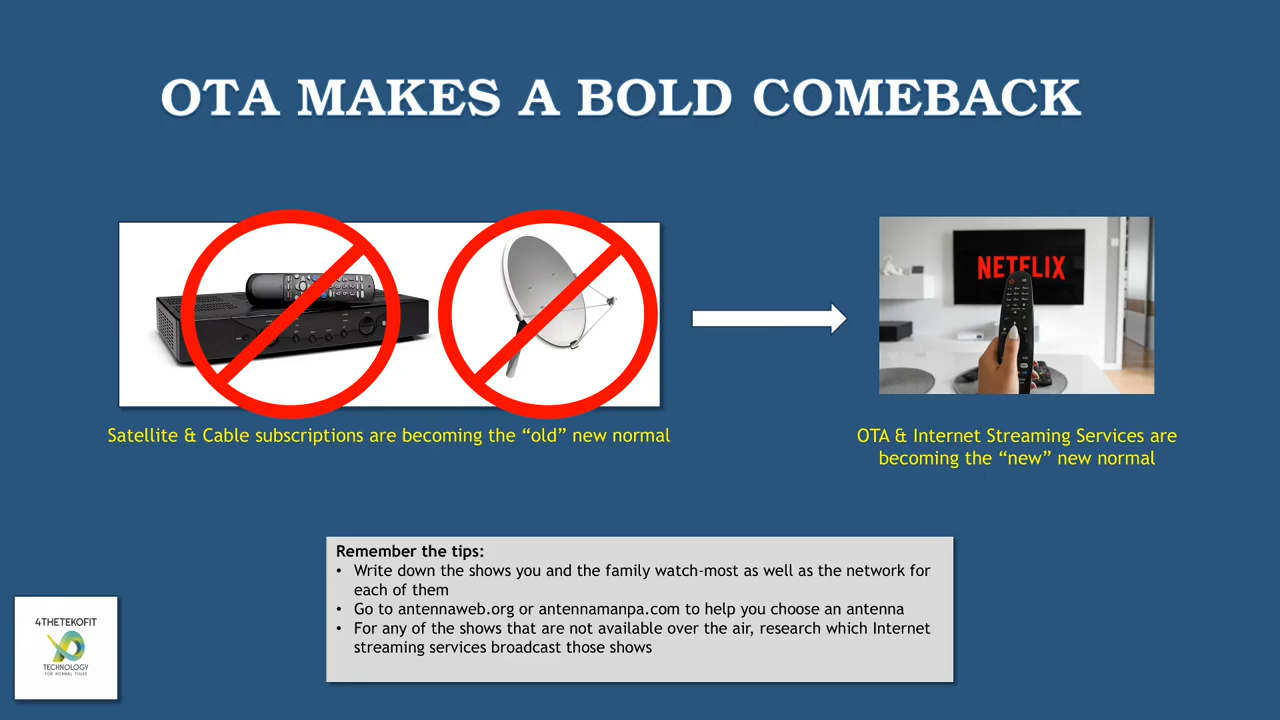 OTA MAKES A BOLD COMEBACK
NETFLIX
Satellite & Cable subscriptions are becoming the “old” new normal
OTA & Internet Streaming Services are
becoming the “new” new normal
Remember the tips:
• Write down the shows you and the family watch-most as well as the network for
each of them
• Go to antennaweb.org or antennamanpa.com to help you choose an antenna
• For any of the shows that are not available over the air, research which Internet
streaming services broadcast those shows
4THETEKOFIT
TECHNOLOGY
FOR NORMAL FOLKS